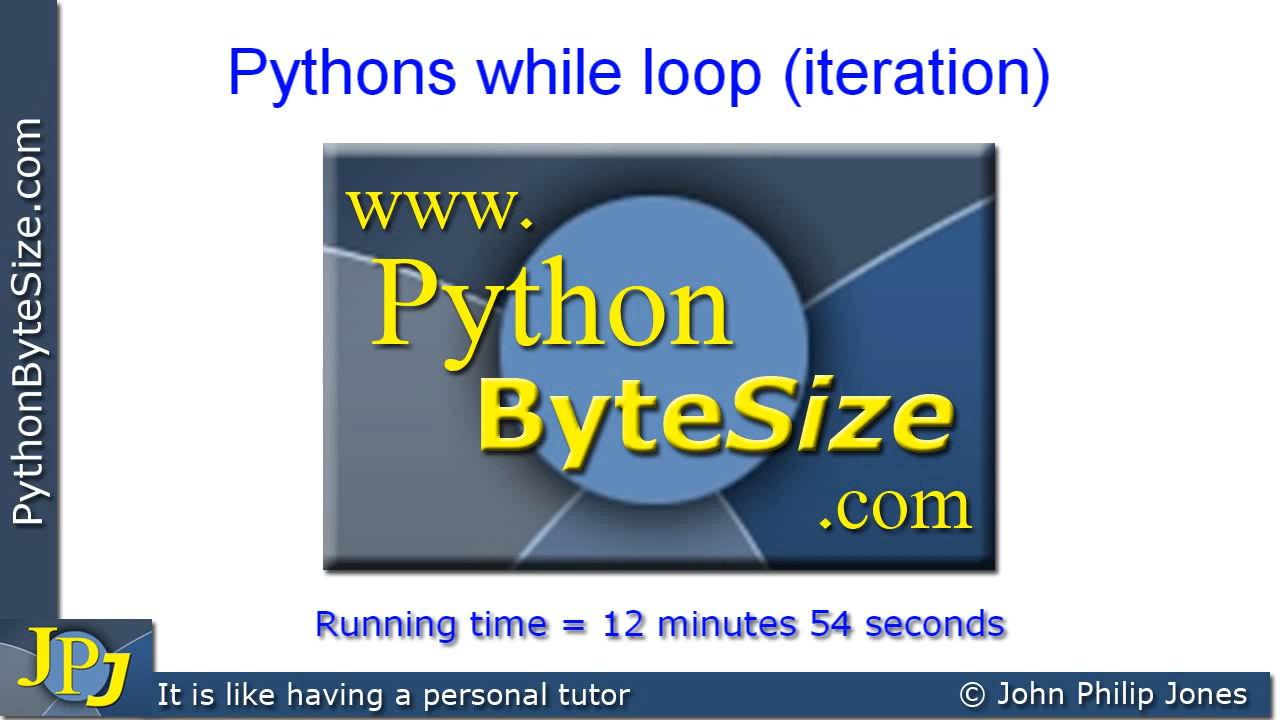 Pythons while loop (iteration)
PythonByteSize.com
www.
Python
ByteSize
.com
Running time = 12 minutes 54 seconds
JPJ
It is like having a personal tutor
© John Philip Jones